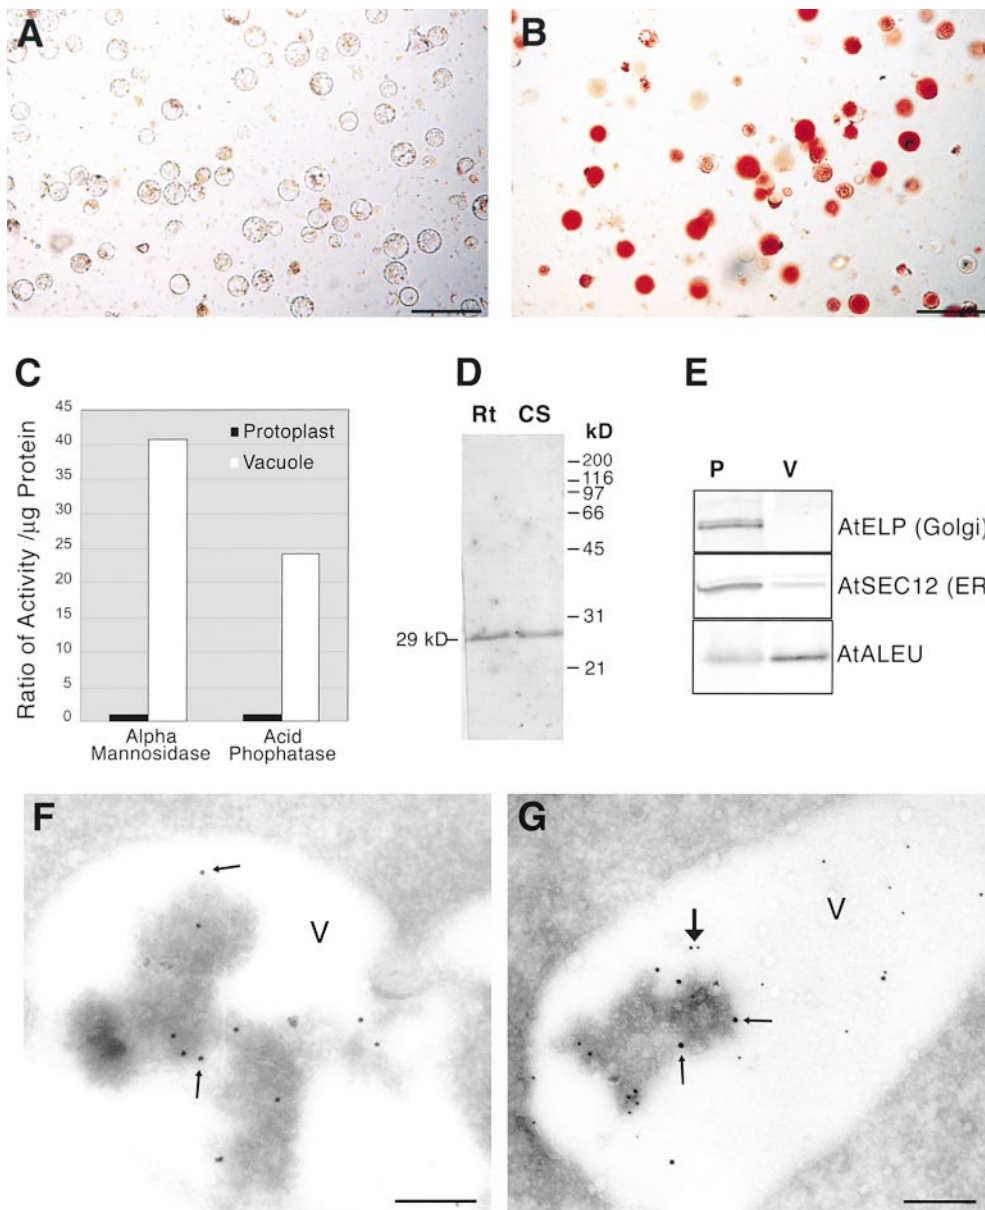 A
B
C
45
40
35
30
25
20
15
10
5
0
Ratio of Activity /µg Protein
Protoplast
Vacuole
Alpha
Mannosidase
Acid
Phophatase
D
Rt CS
kD
200
116
97
66
45
31
21
29 kD
E
P V
AtELP (Golgi)
AtSEC12 (ER
AtALEU
F
V
G
V